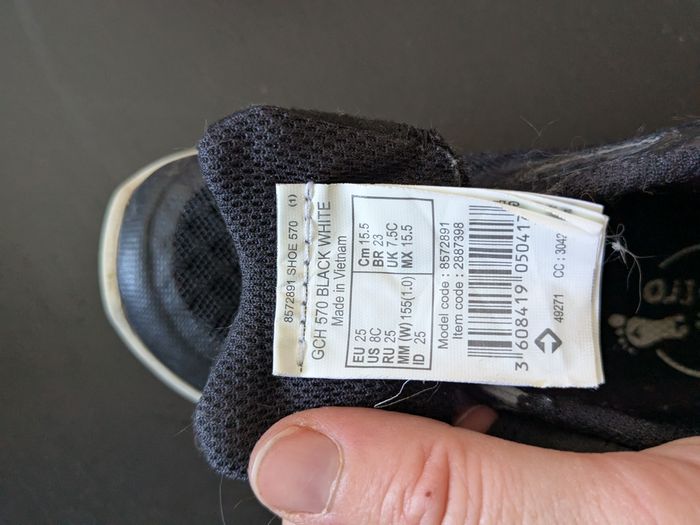 8572891 SHOE 570 (1)
GCH 570 BLACK WHITE
Made in Vietnam
EU 25
US 8C
RU 25
MM (W) 155(1.0)
ID 25
Cm 15.5
BR 23
UK 7.5C
MX 15.5
Model code : 8572891
Item code : 2887398
3 608419 050417
49271 CC : 3042